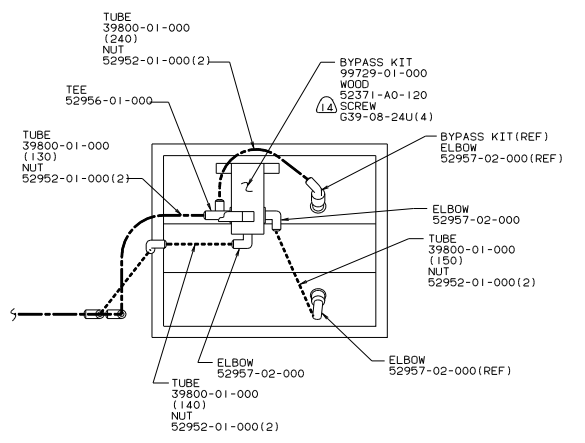 TUBE
39800-01-000
(240)
NUT
52952-01-000(2)
BYPASS KIT
99729-01-000
WOOD
52371-A0-120
14 SCREW
G39-08-24U(4)
TEE
52956-01-000
TUBE
39800-01-000
(130)
NUT
52952-01-000(2)
BYPASS KIT(REF)
ELBOW
52957-02-000(REF)
ELBOW
52957-02-000
TUBE
39800-01-000
(150)
NUT
52952-01-000(2)
ELBOW
52957-02-000
ELBOW
52957-02-000(REF)
TUBE
39800-01-000
(140)
NUT
52952-01-000(2)